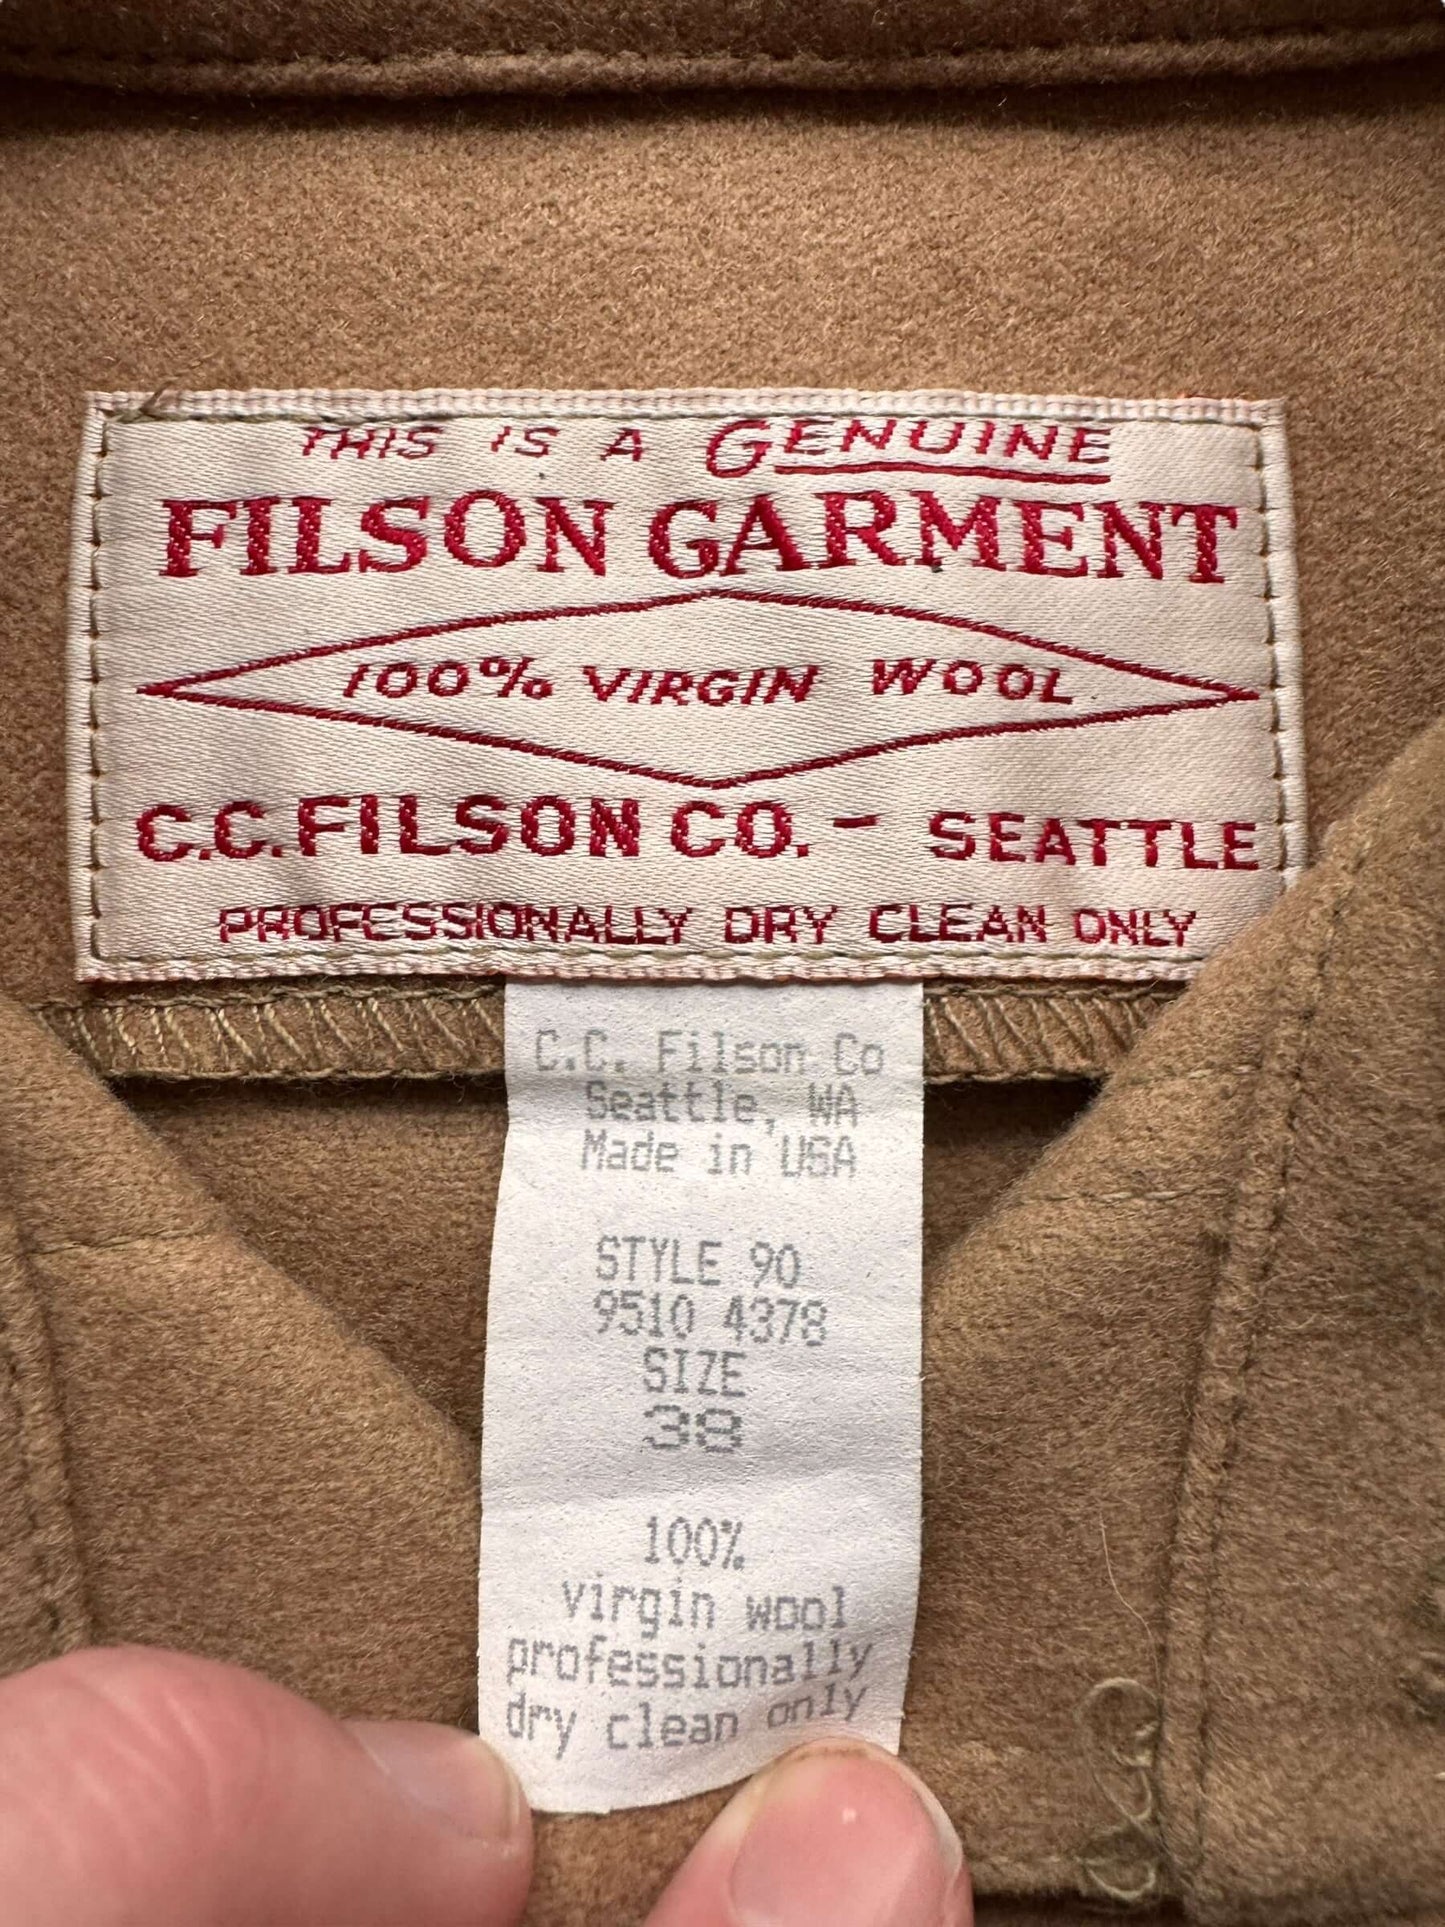 THIS IS A GENUINE
FILSON GARMENT
100% VIRGIN WOOL
C.C. FILSON CO. - SEATTLE
PROFESSIONALLY DRY CLEAN ONLY
C.C. Filson Co
Seattle, WA
Made in USA
STYLE 90
9510 4378
SIZE
38
100%
virgin wool
professionally
dry clean only